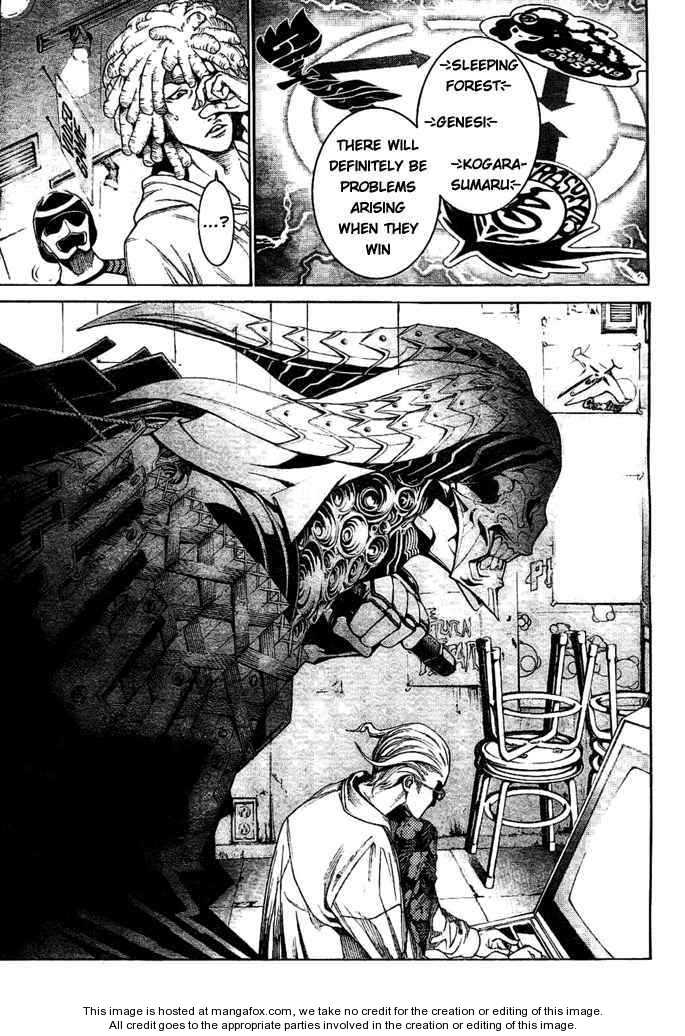 SLEEPING
FOREST
GENESI
KOGARA-
SUMARU
THERE WILL
DEFINITELY BE
PROBLEMS
ARISING
WHEN THEY
WIN
....?
This image is hosted at mangafox.com, we take no credit for the creation or editing of this image.
All credit goes to the appropriate parties involved in the creation or editing of this image.